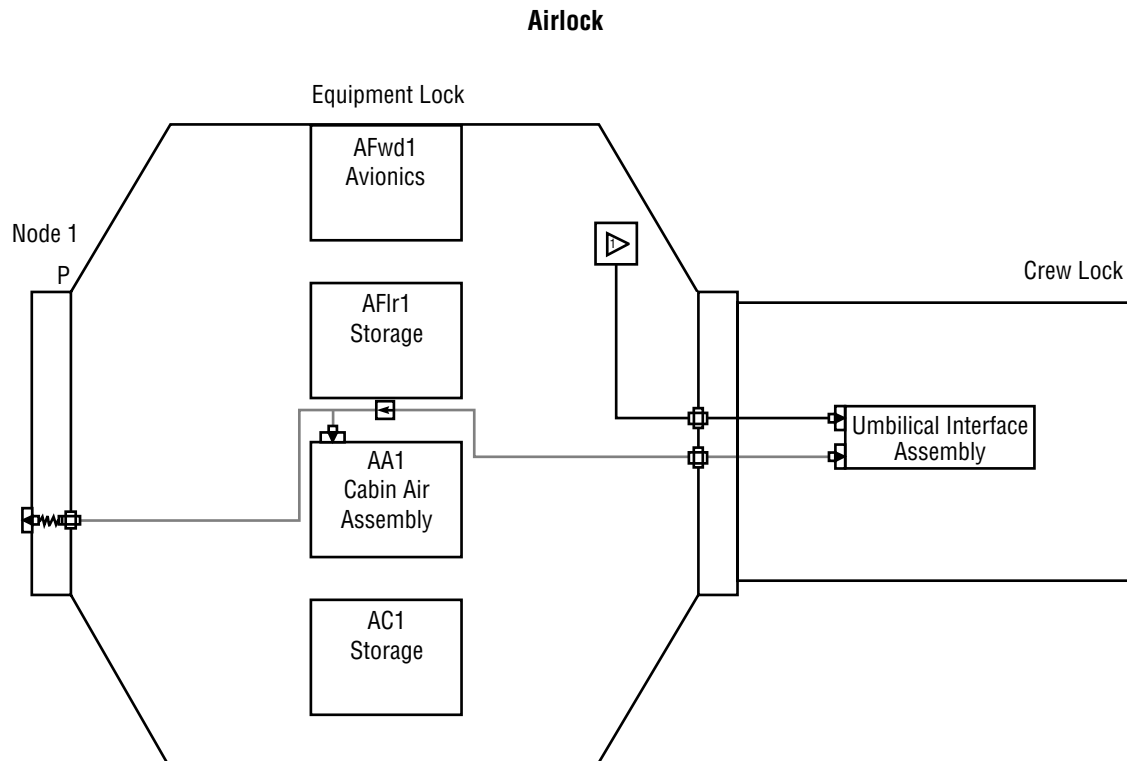 Airlock
Equipment Lock
AFwd1
Avionics
Node 1
P
1
AFlr1
Storage
Crew Lock
Umbilical Interface
Assembly
AA1
Cabin Air
Assembly
AC1
Storage